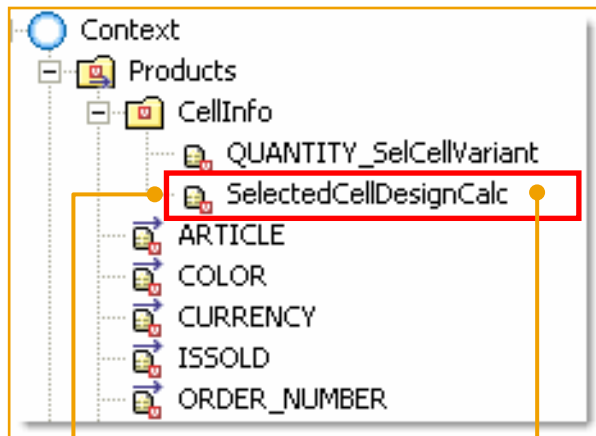 Context
Products
CellInfo
QUANTITY_SelCellVariant
SelectedCellDesignCalc
ARTICLE
COLOR
CURRENCY
ISSOLD
ORDER_NUMBER